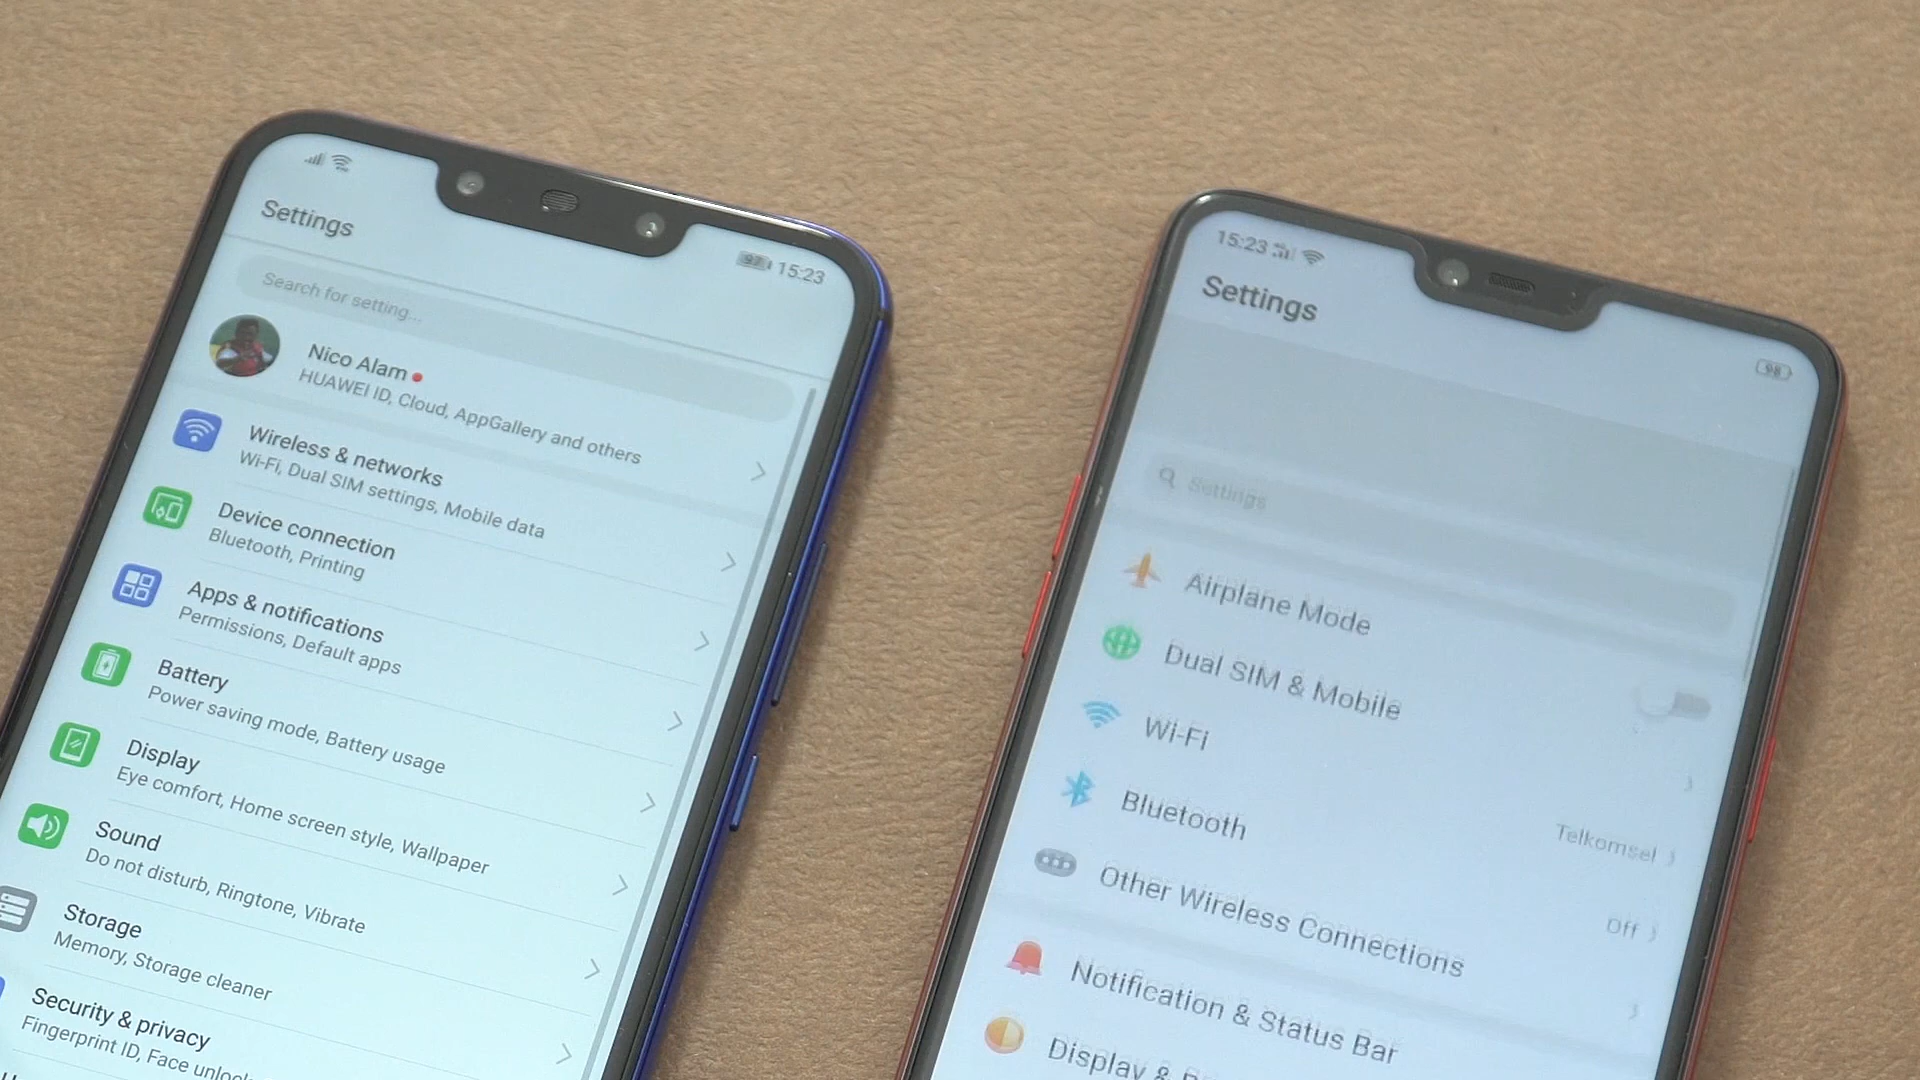 Settings
97 15:23
Search for setting...
Nico Alam
HUAWEI ID, Cloud, AppGallery and others
Wireless & networks
Wi-Fi, Dual SIM settings, Mobile data
Device connection
Bluetooth, Printing
Apps & notifications
Permissions, Default apps
Battery
Power saving mode, Battery usage
Display
Eye comfort, Home screen style, Wallpaper
Sound
Do not disturb, Ringtone, Vibrate
Storage
Memory, Storage cleaner
Security & privacy
Fingerprint ID, Face unlock
15:23
98
Settings
Settings
Airplane Mode
Dual SIM & Mobile
Wi-Fi
Telkomsel
Bluetooth
Off
Other Wireless Connections
Notification & Status Bar
Display &